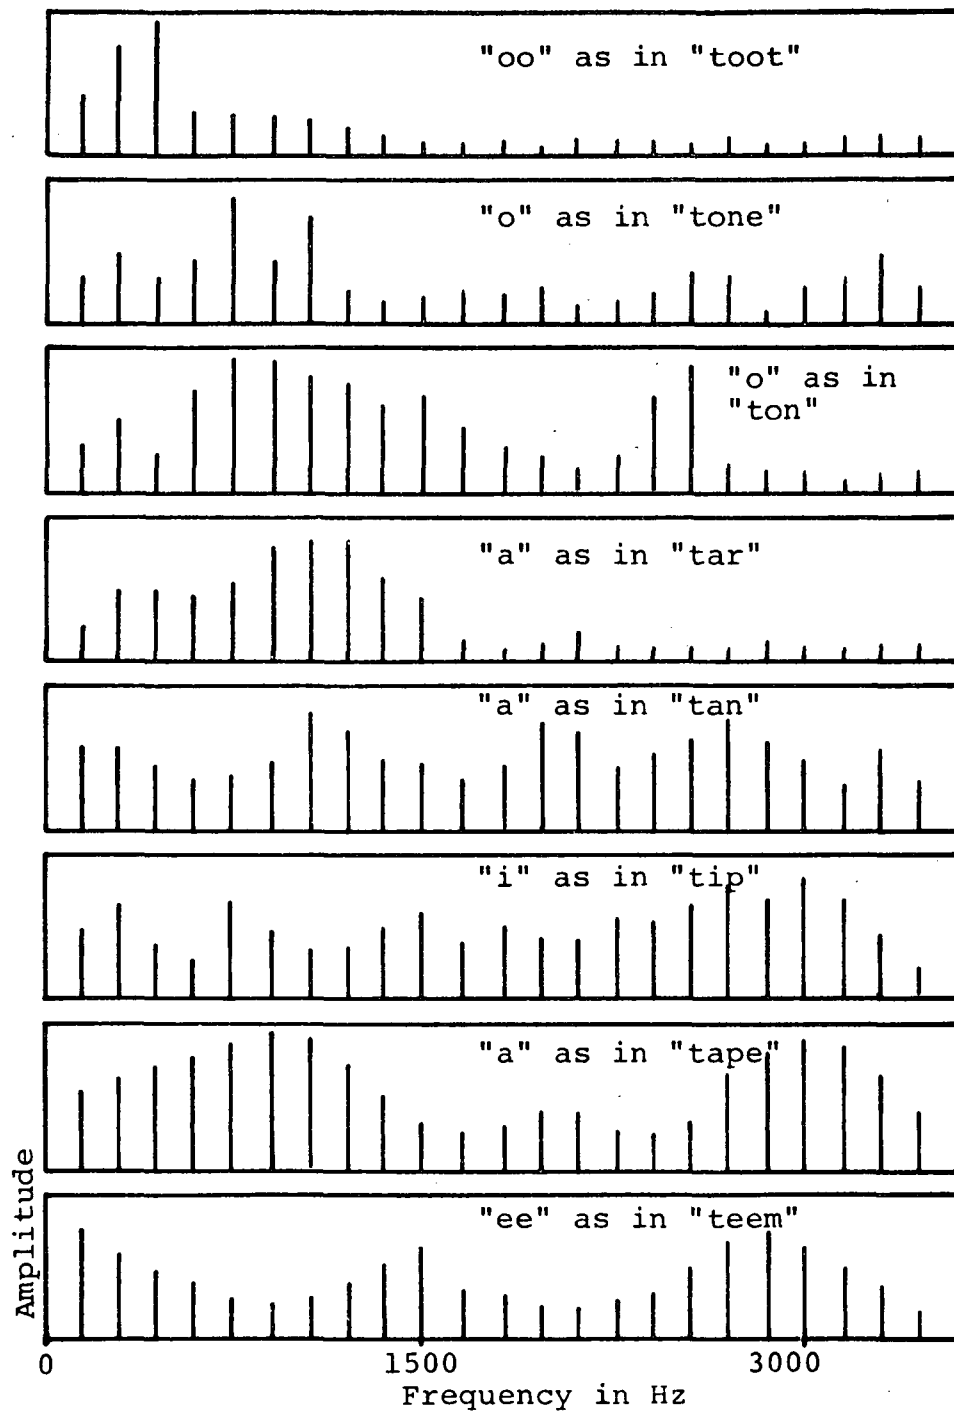 "oo" as in "toot"
"o" as in "tone"
"o" as in
"ton"
"a" as in "tar"
"a" as in "tan"
"i" as in "tip"
"a" as in "tape"
"ee" as in "teem"
Amplitude
0 1500 3000
Frequency in Hz